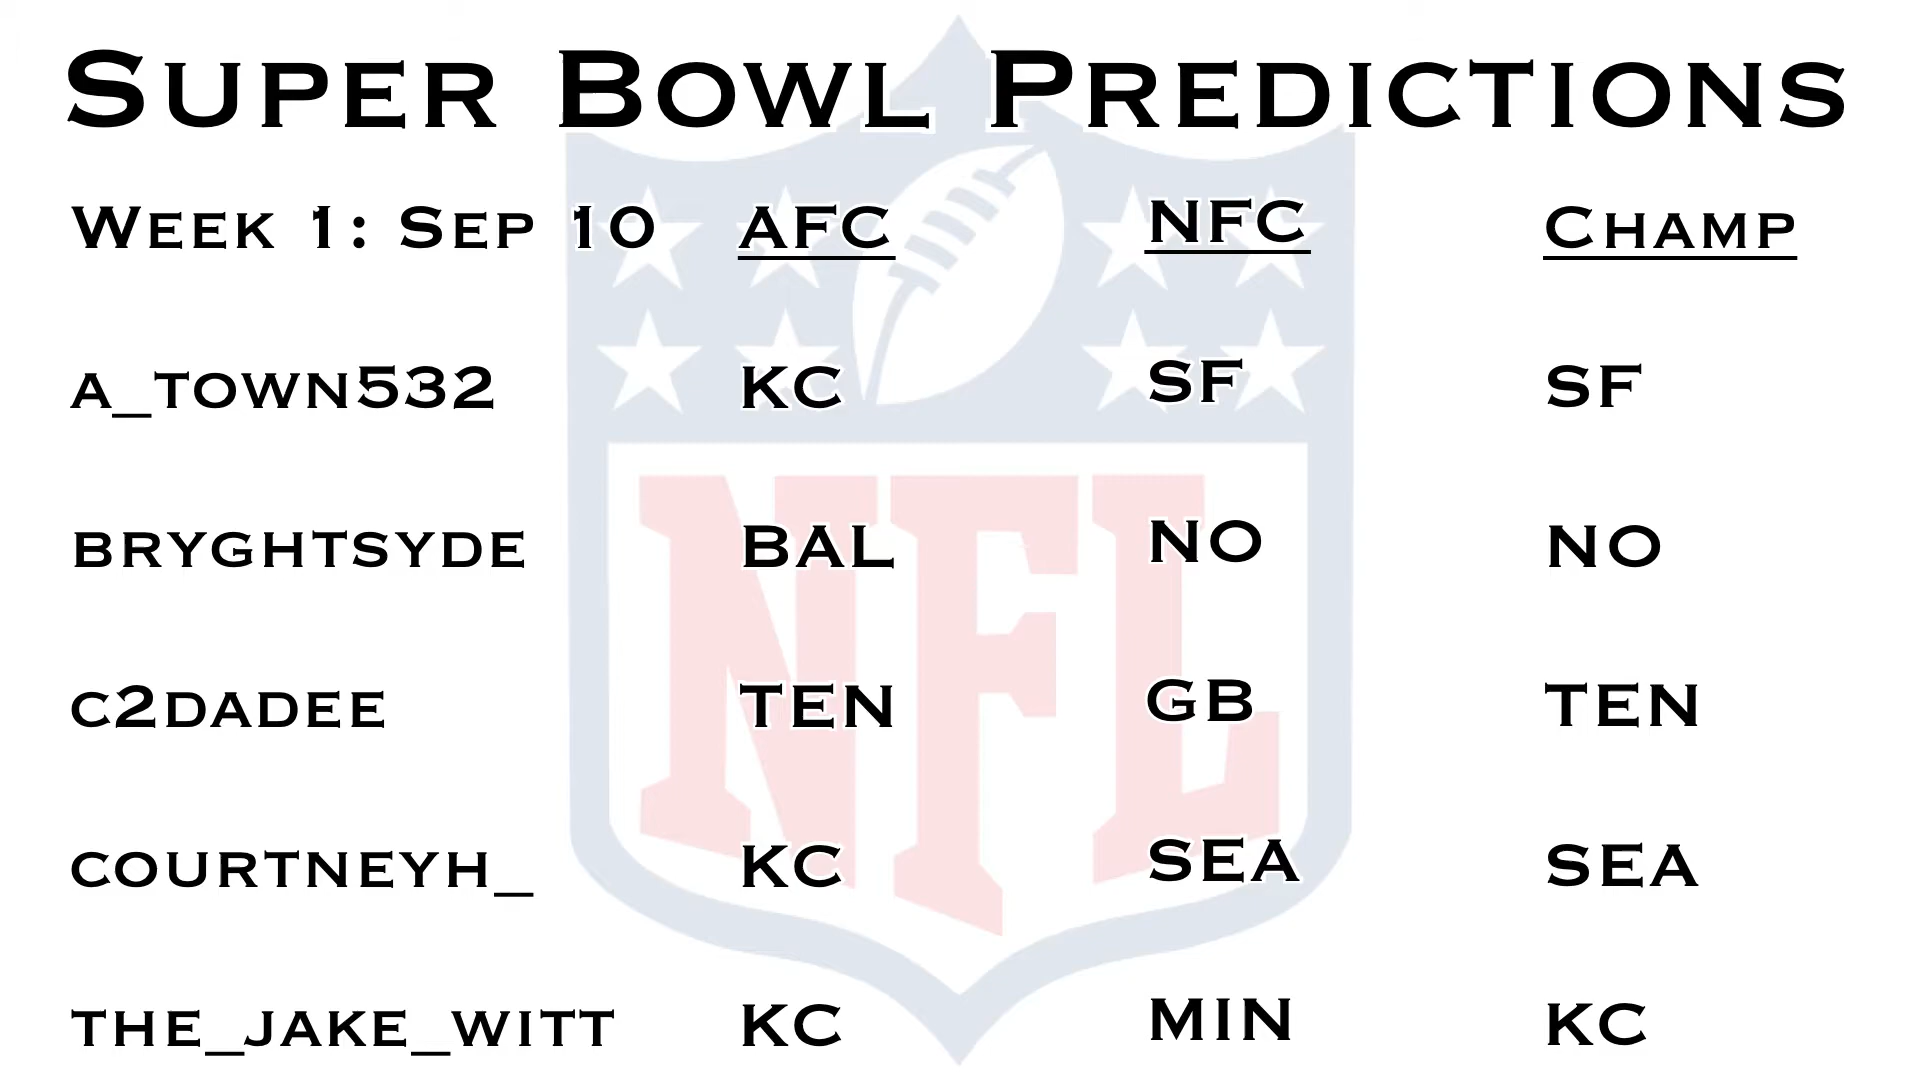 SUPER BOWL PREDICTIONS
WEEK 1: SEP 10 AFC NFC CHAMP
A_TOWN532 KC SF SF
BRYGHTSYDE BAL NO NO
C2DADEE TEN GB TEN
COURTNEYH_ KC SEA SEA
THE_JAKE_WITT KC MIN KC
NFL